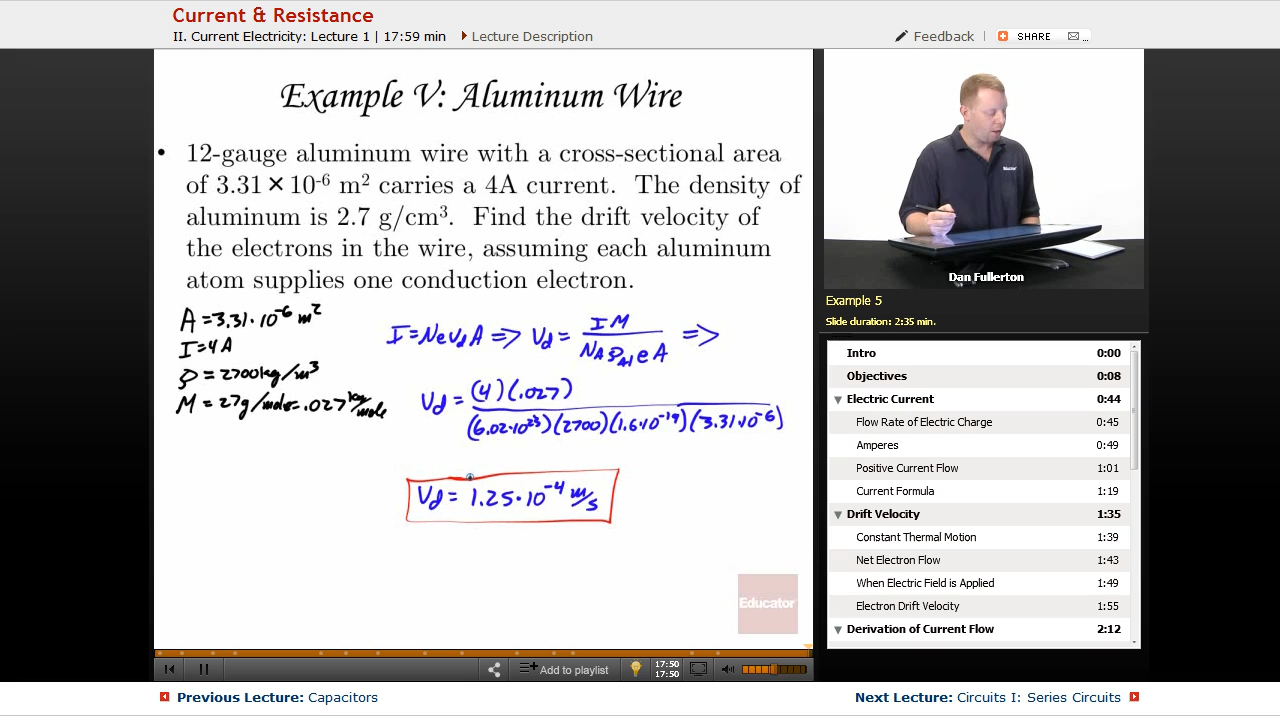 Current & Resistance
II. Current Electricity: Lecture 1 | 17:59 min
Lecture Description
Feedback
SHARE
Example V: Aluminum Wire
• 12-gauge aluminum wire with a cross-sectional area
of 3.31 × 10⁻⁶ m² carries a 4A current. The density of
aluminum is 2.7 g/cm³. Find the drift velocity of
the electrons in the wire, assuming each aluminum
atom supplies one conduction electron.
A = 3.31·10⁻⁶ m²
I = 4 A
ρ = 2700 kg/m³
M = 27g/mole = .027 kg/mole
I = NeVdA => Vd = IM / NA ρAl e A =>
Vd = (4)(.027) / (6.02·10²³)(2700)(1.6·10⁻¹⁹)(3.31·10⁻⁶)
Vd = 1.25·10⁻⁴ m/s
Educator
Educator
Dan Fullerton
Example 5
Slide duration: 2:35 min.
Intro 0:00
Objectives 0:08
Electric Current 0:44
Flow Rate of Electric Charge 0:45
Amperes 0:49
Positive Current Flow 1:01
Current Formula 1:19
Drift Velocity 1:35
Constant Thermal Motion 1:39
Net Electron Flow 1:43
When Electric Field is Applied 1:49
Electron Drift Velocity 1:55
Derivation of Current Flow 2:12
Add to playlist
17:50
17:50
Previous Lecture: Capacitors
Next Lecture: Circuits I: Series Circuits